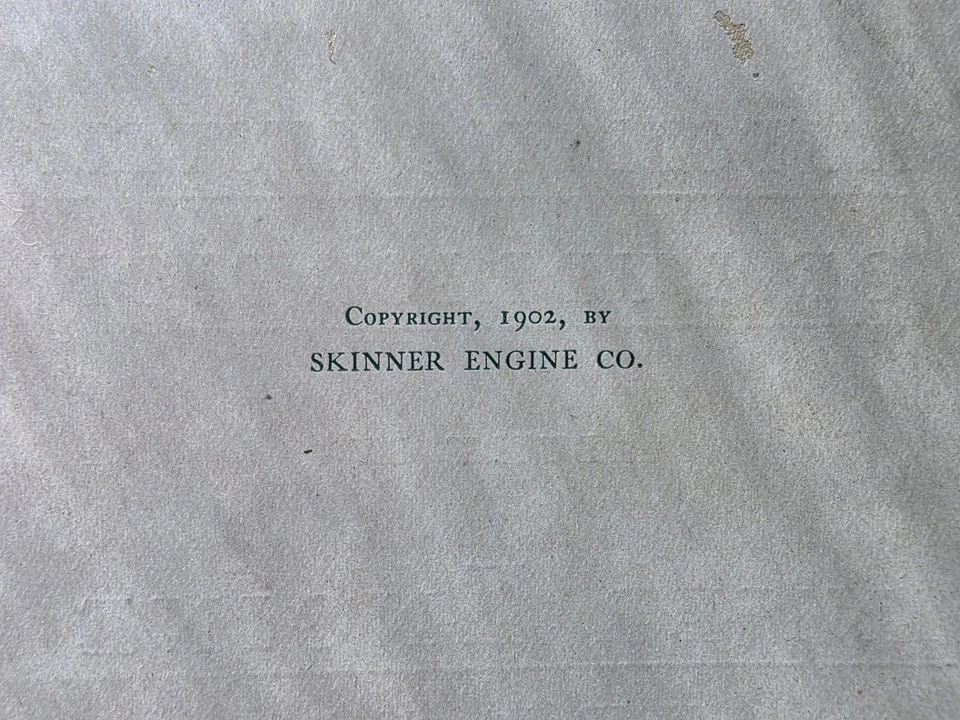 Copyright, 1902, by
SKINNER ENGINE CO.